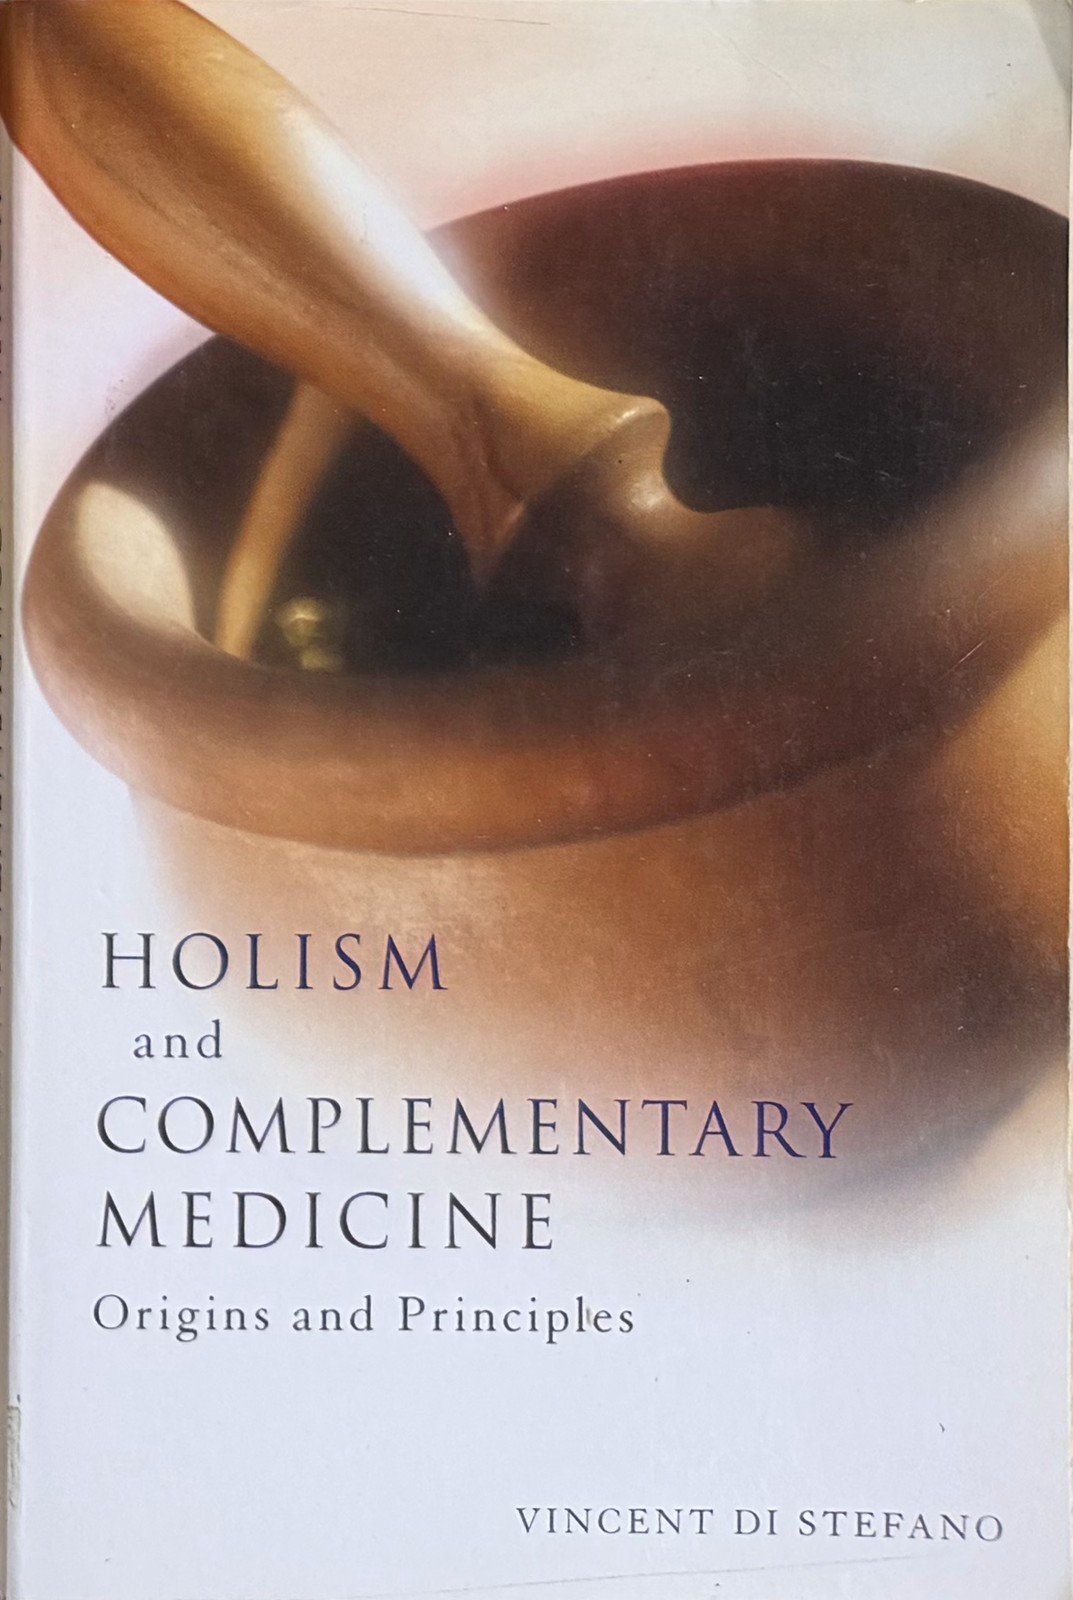 HOLISM
and
COMPLEMENTARY
MEDICINE
Origins and Principles
VINCENT DI STEFANO